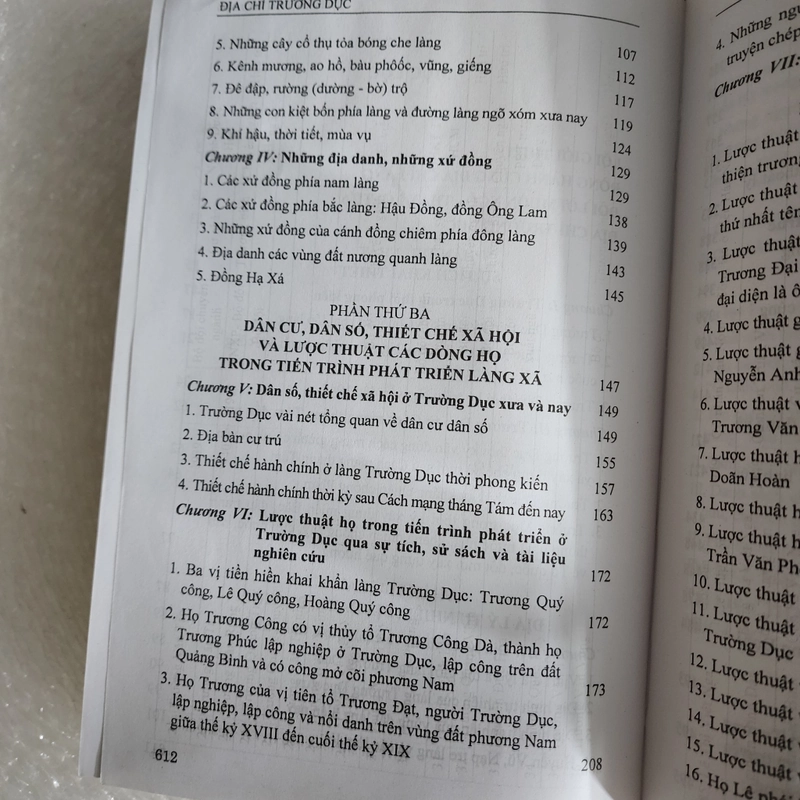 ĐỊA CHÍ TRƯỜNG DỤC
5. Những cây cổ thụ tỏa bóng che làng 107
6. Kênh mương, ao hồ, bàu phôốc, vũng, giếng 112
7. Đê đập, rường (dường - bờ) trộ 117
8. Những con kiệt bốn phía làng và đường làng ngõ xóm xưa nay 119
9. Khí hậu, thời tiết, mùa vụ 124
Chương IV: Những địa danh, những xứ đồng 129
1. Các xứ đồng phía nam làng 129
2. Các xứ đồng phía bắc làng: Hậu Đồng, đồng Ông Lam 138
3. Những xứ đồng của cánh đồng chiêm phía đông làng 139
4. Địa danh các vùng đất nương quanh làng 143
5. Đồng Hạ Xá 145
PHẦN THỨ BA
DÂN CƯ, DÂN SỐ, THIẾT CHẾ XÃ HỘI
VÀ LƯỢC THUẬT CÁC DÒNG HỌ
TRONG TIẾN TRÌNH PHÁT TRIỂN LÀNG XÃ 147
Chương V: Dân số, thiết chế xã hội ở Trường Dục xưa và nay 149
1. Trường Dục vài nét tổng quan về dân cư dân số 149
2. Địa bàn cư trú 155
3. Thiết chế hành chính ở làng Trường Dục thời phong kiến 157
4. Thiết chế hành chính thời kỳ sau Cách mạng tháng Tám đến nay 163
Chương VI: Lược thuật họ trong tiến trình phát triển ở
Trường Dục qua sự tích, sử sách và tài liệu
nghiên cứu 172
1. Ba vị tiền hiền khai khẩn làng Trường Dục: Trương Quý
công, Lê Quý công, Hoàng Quý công 172
2. Họ Trương Công có vị thủy tổ Trương Công Dà, thành họ
Trương Phúc lập nghiệp ở Trường Dục, lập công trên đất
Quảng Bình và có công mở cõi phương Nam 173
3. Họ Trương của vị tiên tổ Trương Đạt, người Trường Dục,
lập nghiệp, lập công và nổi danh trên vùng đất phương Nam
giữa thế kỷ XVIII đến cuối thế kỷ XIX 208
612
4. Những
truyện chép
Chương VII:
1. Lược thuật
thiện trương
2. Lược thuật
thứ nhất tên
3. Lược thuật
Trương Đại
đại diện là
4. Lược thuật
5. Lược thuật
Nguyễn Anh
6. Lược thuật
Trương Văn
7. Lược thuật
Doãn Hoàn
8. Lược thuật
9. Lược thuật
Trần Văn
10. Lược thuật
11. Lược thuật
Trường Dục
12. Lược thuật
13. Lược thuật
14. Lược thuật
15. Lược thuật
16. Họ Lê